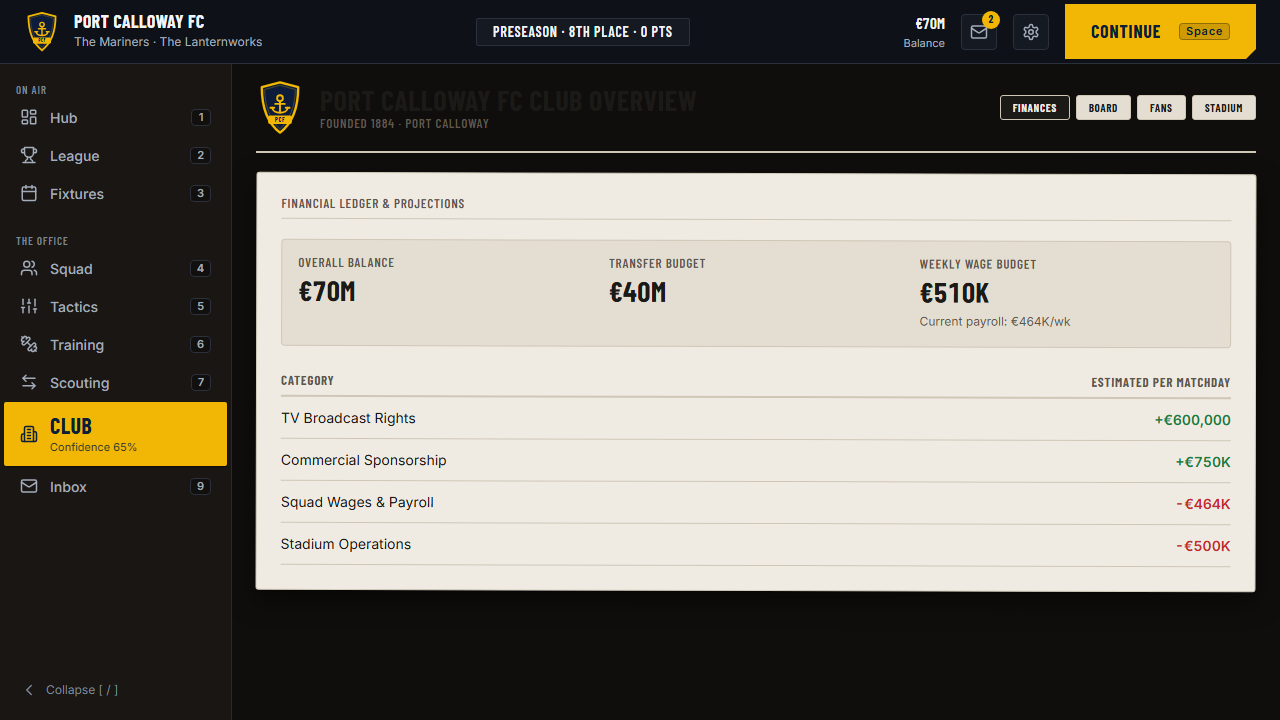 PORT CALLOWAY FC
The Mariners · The Lanternworks
PRESEASON · 8TH PLACE · 0 PTS
€70M
Balance
2
CONTINUE Space
ON AIR
Hub 1
League 2
Fixtures 3
THE OFFICE
Squad 4
Tactics 5
Training 6
Scouting 7
CLUB
Confidence 65%
Inbox 9
Collapse [ / ]
PCF
PORT CALLOWAY FC CLUB OVERVIEW
FOUNDED 1884 · PORT CALLOWAY
FINANCES BOARD FANS STADIUM
FINANCIAL LEDGER & PROJECTIONS
OVERALL BALANCE
€70M
TRANSFER BUDGET
€40M
WEEKLY WAGE BUDGET
€510K
Current payroll: €464K/wk
CATEGORY ESTIMATED PER MATCHDAY
TV Broadcast Rights +€600,000
Commercial Sponsorship +€750K
Squad Wages & Payroll -€464K
Stadium Operations -€500K